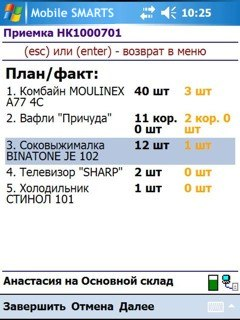 Mobile SMARTS 10:25
Приемка НК1000701
(esc) или (enter) - возврат в меню
План/факт:
1. Комбайн MOULINEX 40 шт 3 шт
A77 4C
2. Вафли "Причуда" 11 кор. 2 кор. 0
0 шт шт
3. Соковыжималка 12 шт 1 шт
BINATONE JE 102
4. Телевизор "SHARP" 2 шт 0 шт
5. Холодильник 1 шт 0 шт
СТИНОЛ 101
Анастасия на Основной склад
Завершить Отмена Далее